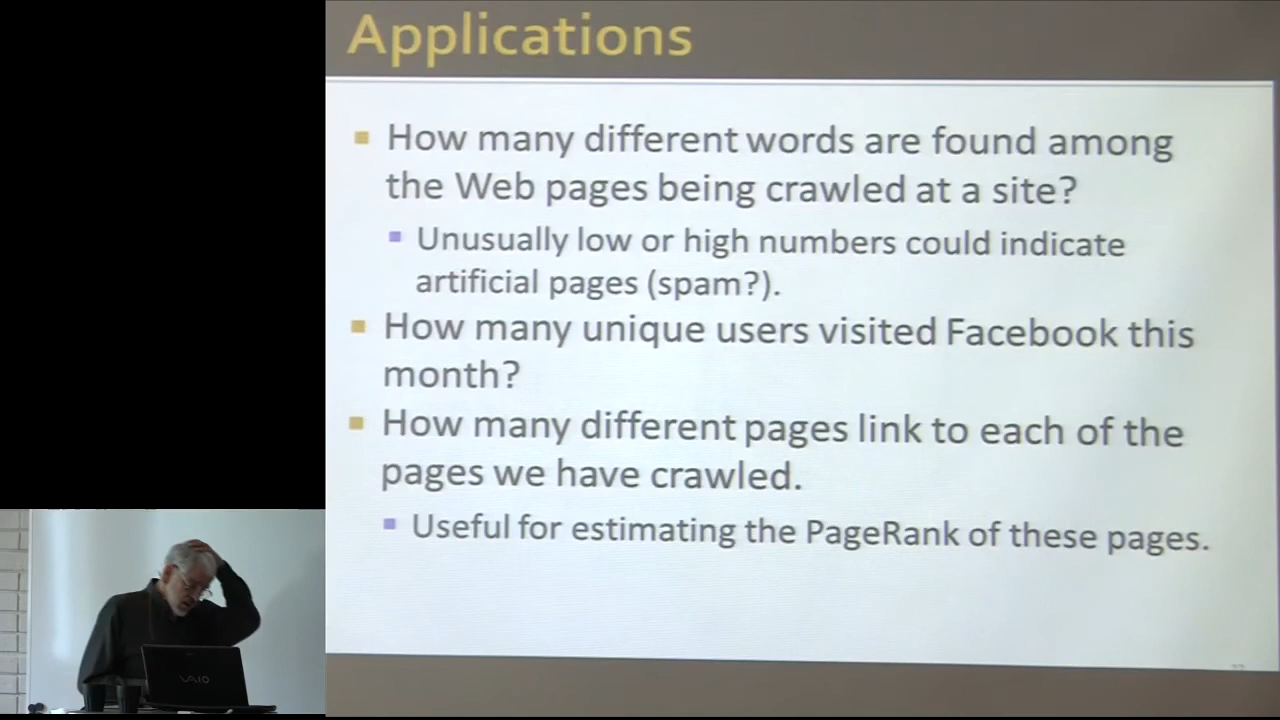 Applications
How many different words are found among
the Web pages being crawled at a site?
Unusually low or high numbers could indicate
artificial pages (spam?).
How many unique users visited Facebook this
month?
How many different pages link to each of the
pages we have crawled.
Useful for estimating the PageRank of these pages.
VAIO